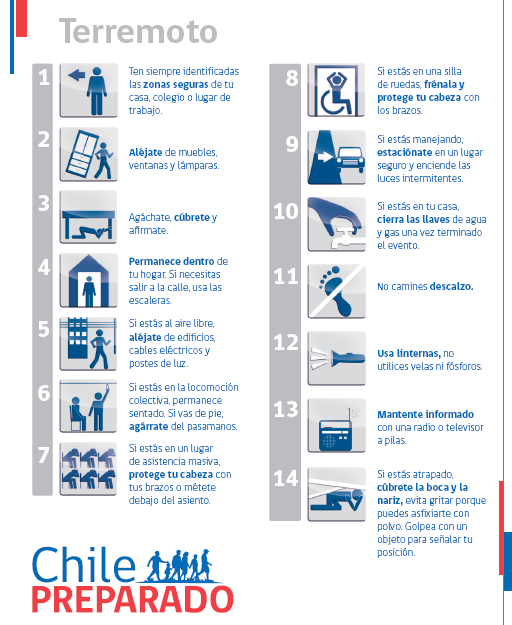 Terremoto
1
Ten siempre identificadas
las zonas seguras de tu
casa, colegio o lugar de
trabajo.
2
Aléjate de muebles,
ventanas y lámparas.
3
Agáchate, cúbrete y
afírmate.
4
Permanece dentro de
tu hogar. Si necesitas
salir a la calle, usa las
escaleras.
5
Si estás al aire libre,
aléjate de edificios,
cables eléctricos y
postes de luz.
6
Si estás en la locomoción
colectiva, permanece
sentado. Si vas de pie,
agárrate del pasamanos.
7
Si estás en un lugar
de asistencia masiva,
protege tu cabeza con
tus brazos o métete
debajo del asiento.
8
Si estás en una silla
de ruedas, frénala y
protege tu cabeza con
los brazos.
9
Si estás manejando,
estaciónate en un lugar
seguro y enciende las
luces intermitentes.
10
Si estás en tu casa,
cierra las llaves de agua
y gas una vez terminado
el evento.
11
No camines descalzo.
12
Usa linternas, no
utilices velas ni fósforos.
13
Mantente informado
con una radio o televisor
a pilas.
14
Si estás atrapado,
cúbrete la boca y la
nariz, evita gritar porque
puedes asfixiarte con
polvo. Golpea con un
objeto para señalar tu
posición.
Chile
PREPARADO